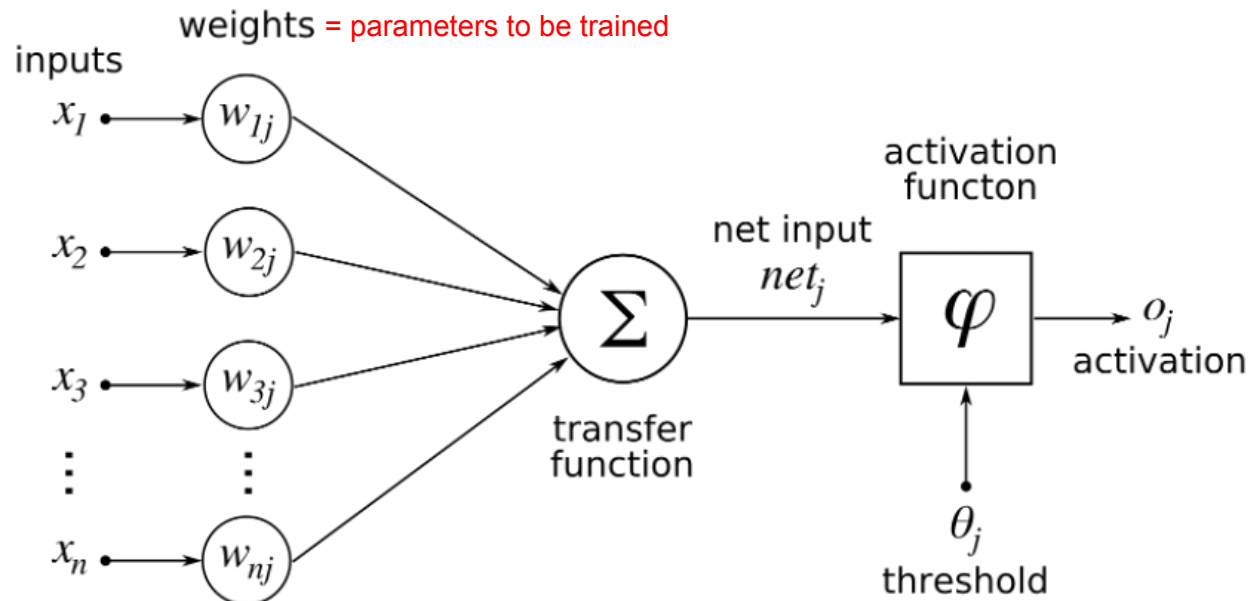 weights = parameters to be trained
inputs
x₁
w₁ⱼ
x₂
w₂ⱼ
x₃
w₃ⱼ
⋮ ⋮
xₙ
wₙⱼ
Σ
transfer
function
net input
netⱼ
activation
functon
φ
oⱼ
activation
θⱼ
threshold